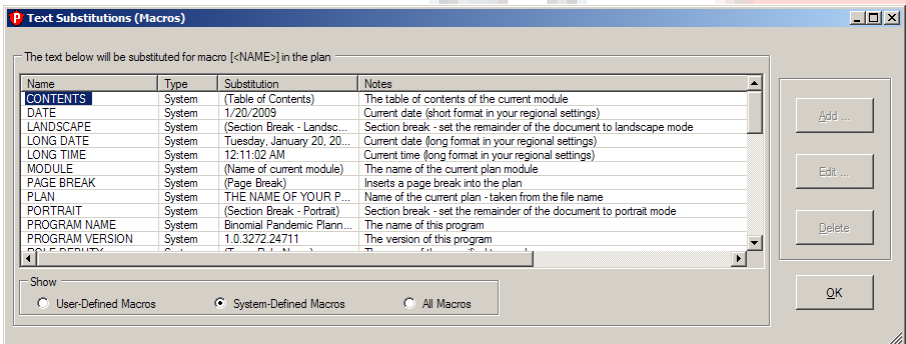 Text Substitutions (Macros)
The text below will be substituted for macro [<NAME>] in the plan
Name Type Substitution Notes
CONTENTS System (Table of Contents) The table of contents of the current module
DATE System 1/20/2009 Current date (short format in your regional settings)
LANDSCAPE System (Section Break - Landsc... Section break - set the remainder of the document to landscape mode
LONG DATE System Tuesday, January 20, 20... Current date (long format in your regional settings)
LONG TIME System 12:11:02 AM Current time (long format in your regional settings)
MODULE System (Name of current module) The name of the current plan module
PAGE BREAK System (Page Break) Inserts a page break into the plan
PLAN System THE NAME OF YOUR P... Name of the current plan - taken from the file name
PORTRAIT System (Section Break - Portrait) Section break - set the remainder of the document to portrait mode
PROGRAM NAME System Binomial Pandemic Plann... The name of this program
PROGRAM VERSION System 1.0.3272.24711 The version of this program
Add ...
Edit ...
Delete
OK
Show
User-Defined Macros System-Defined Macros All Macros